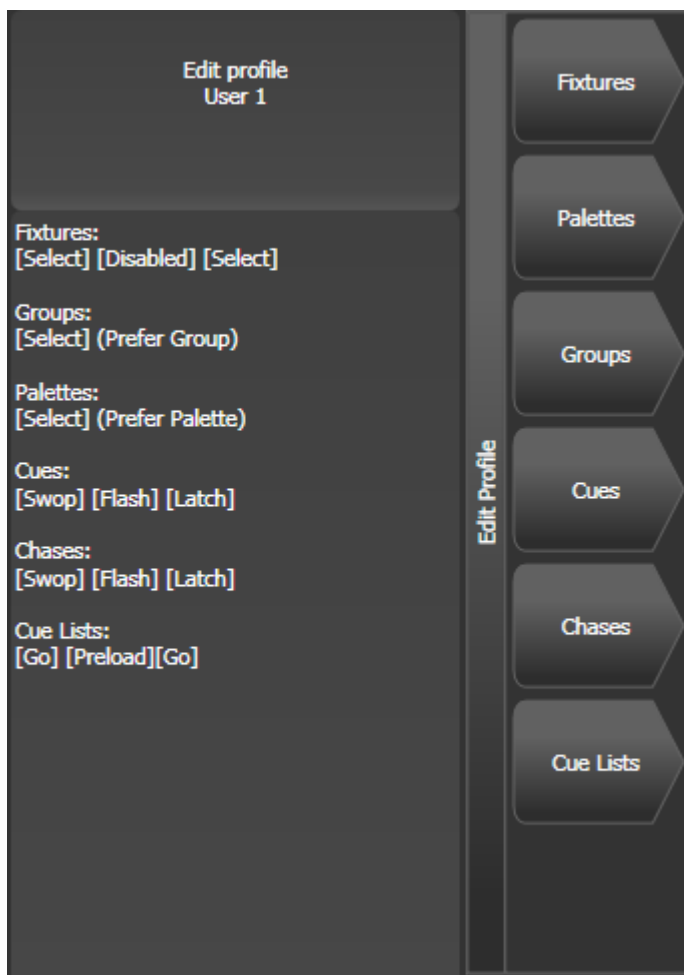 Edit profile
User 1
Fixtures:
[Select] [Disabled] [Select]
Groups:
[Select] (Prefer Group)
Palettes:
[Select] (Prefer Palette)
Cues:
[Swop] [Flash] [Latch]
Chases:
[Swop] [Flash] [Latch]
Cue Lists:
[Go] [Preload][Go]
Edit Profile
Fixtures
Palettes
Groups
Cues
Chases
Cue Lists